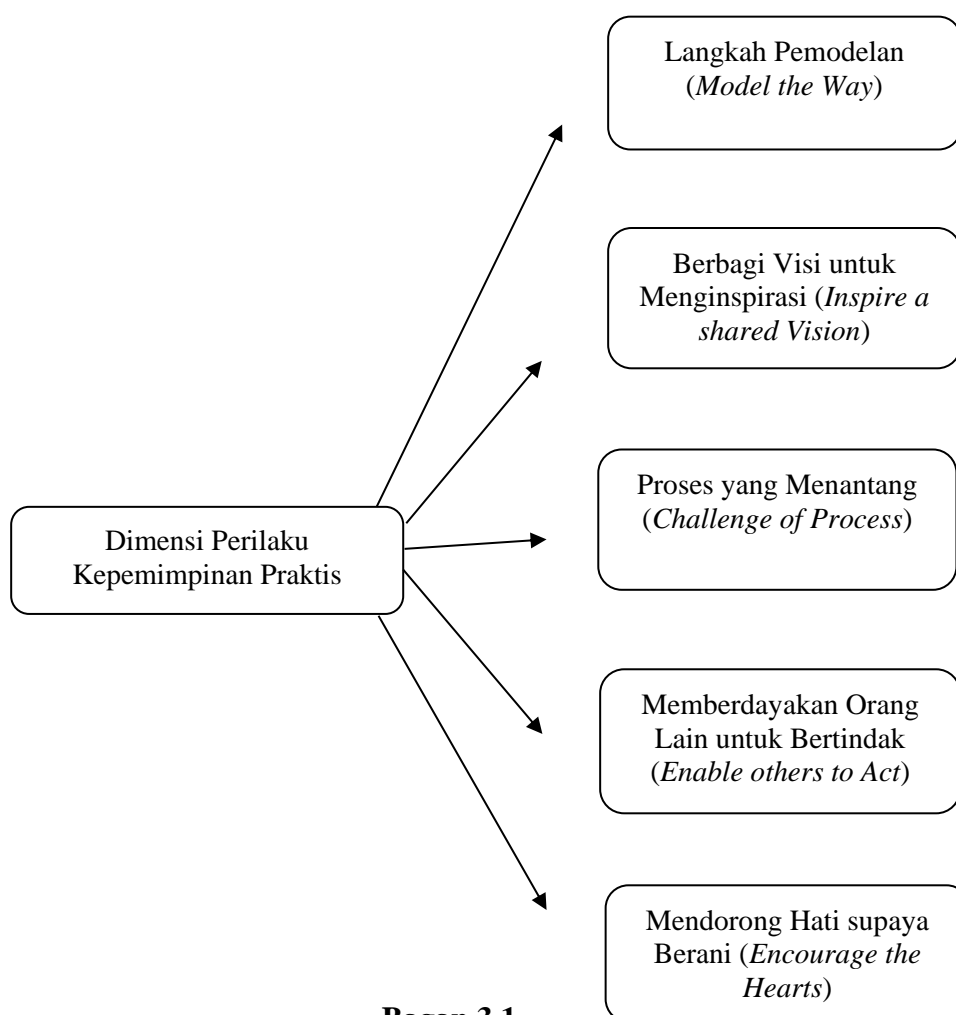 Langkah Pemodelan
(Model the Way)
Berbagi Visi untuk
Menginspirasi (Inspire a
shared Vision)
Proses yang Menantang
(Challenge of Process)
Dimensi Perilaku
Kepemimpinan Praktis
Memberdayakan Orang
Lain untuk Bertindak
(Enable others to Act)
Mendorong Hati supaya
Berani (Encourage the
Hearts)
Bagan 3.1